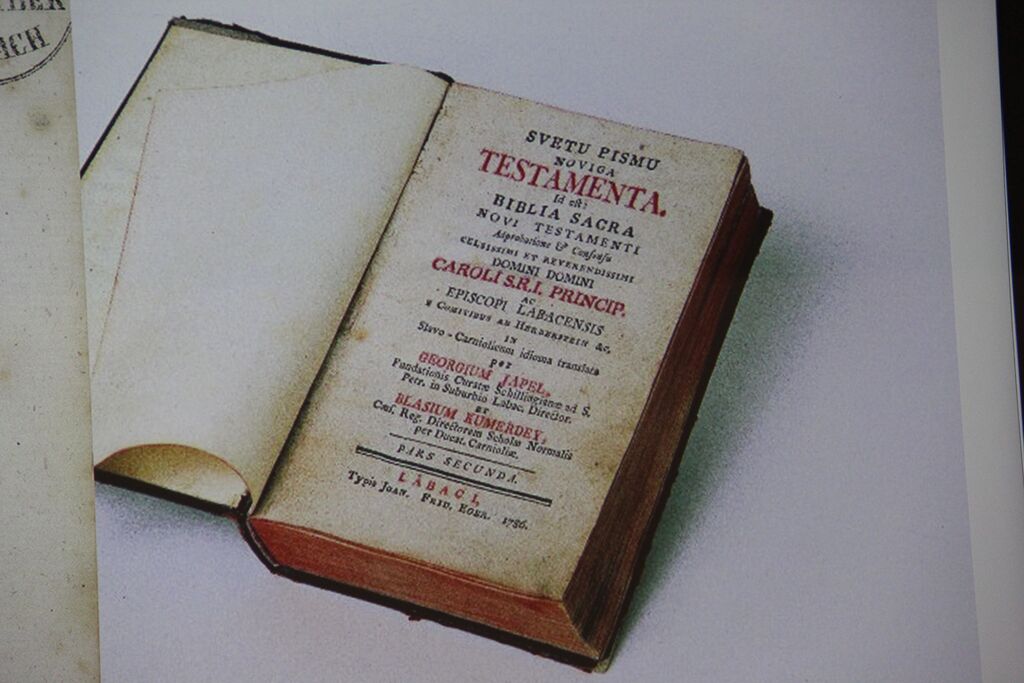 ICH
SVETU PISMU
NOVIGA
TESTAMENTA.
Id est:
BIBLIA SACRA
NOVI TESTAMENTI
Adprobatione & Consensu
CELSISSIMI ET REVERENDISSIMI
DOMINI DOMINI
CAROLI S.R.I. PRINCIP.
AC
EPISCOPI LABACENSIS
e COMITIBUS AB HERBERSTEIN &c,
IN
Slavo-Carniolicum idioma translata
per
GEORGIUM JAPEL,
Fundationis Curatæ Schillingianæ ad S.
Petr. in Suburbio Labac. Director.
ET
BLASIUM KUMERDEY,
Cæs. Reg. Directorem Scholæ Normalis
per Ducat. Carnioliæ.
PARS SECUNDA.
LABACI,
Typis JOAN. FRID. EGER. 1786.